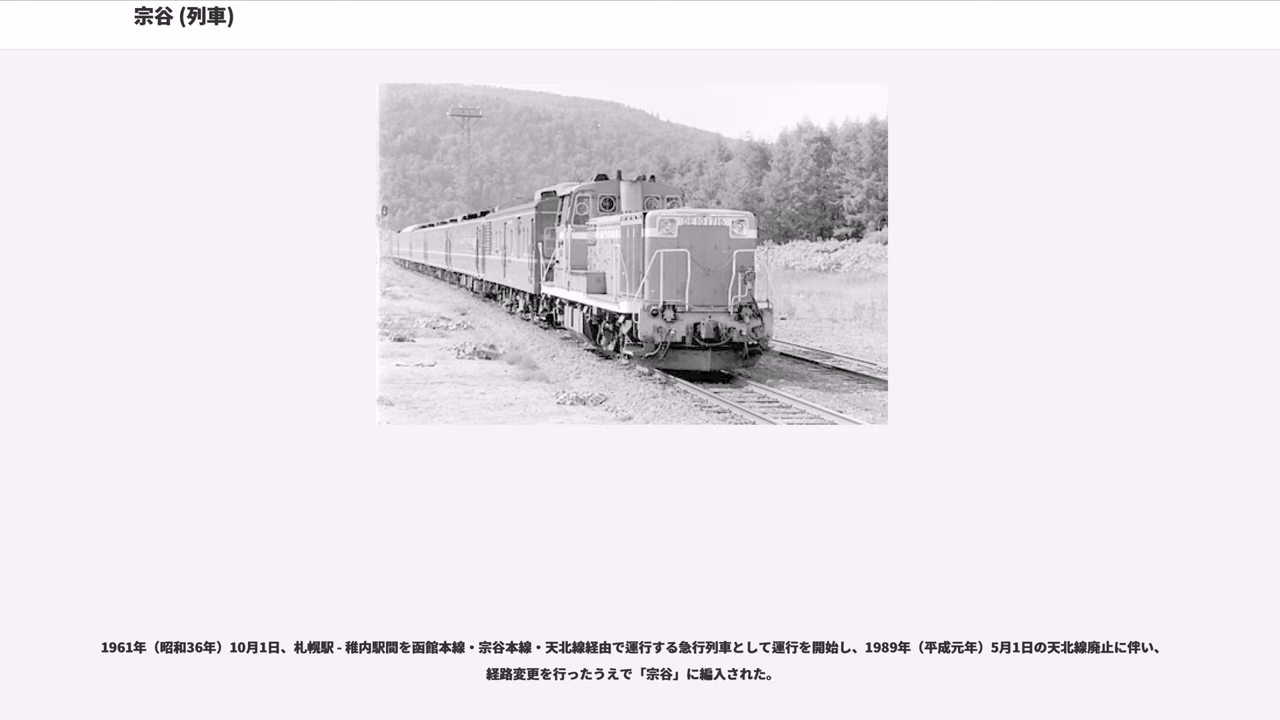 宗谷 (列車)
DE10 1715
1961年（昭和36年）10月1日、札幌駅 - 稚内駅間を函館本線・宗谷本線・天北線経由で運行する急行列車として運行を開始し、1989年（平成元年）5月1日の天北線廃止に伴い、
経路変更を行ったうえで「宗谷」に編入された。